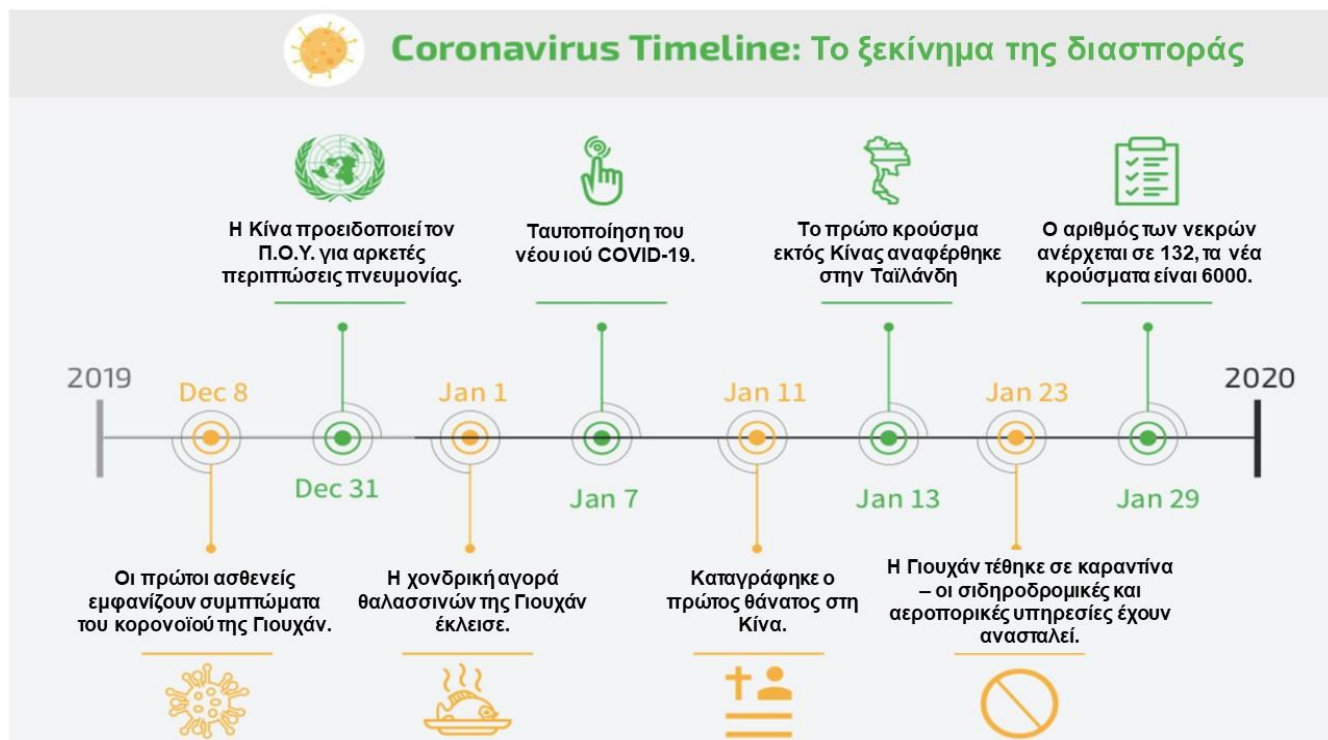 Coronavirus Timeline: Το ξεκίνημα της διασποράς
Η Κίνα προειδοποιεί τον
Π.Ο.Υ. για αρκετές
περιπτώσεις πνευμονίας.
Ταυτοποίηση του
νέου ιού COVID-19.
Το πρώτο κρούσμα
εκτός Κίνας αναφέρθηκε
στην Ταϊλάνδη
Ο αριθμός των νεκρών
ανέρχεται σε 132, τα νέα
κρούσματα είναι 6000.
2019
Dec 8
Jan 1
Jan 11
Jan 23
2020
Dec 31
Jan 7
Jan 13
Jan 29
Οι πρώτοι ασθενείς
εμφανίζουν συμπτώματα
του κορονοϊού της Γιουχάν.
Η χονδρική αγορά
θαλασσινών της Γιουχάν
έκλεισε.
Καταγράφηκε ο
πρώτος θάνατος στη
Κίνα.
Η Γιουχάν τέθηκε σε καραντίνα
– οι σιδηροδρομικές και
αεροπορικές υπηρεσίες έχουν
ανασταλεί.